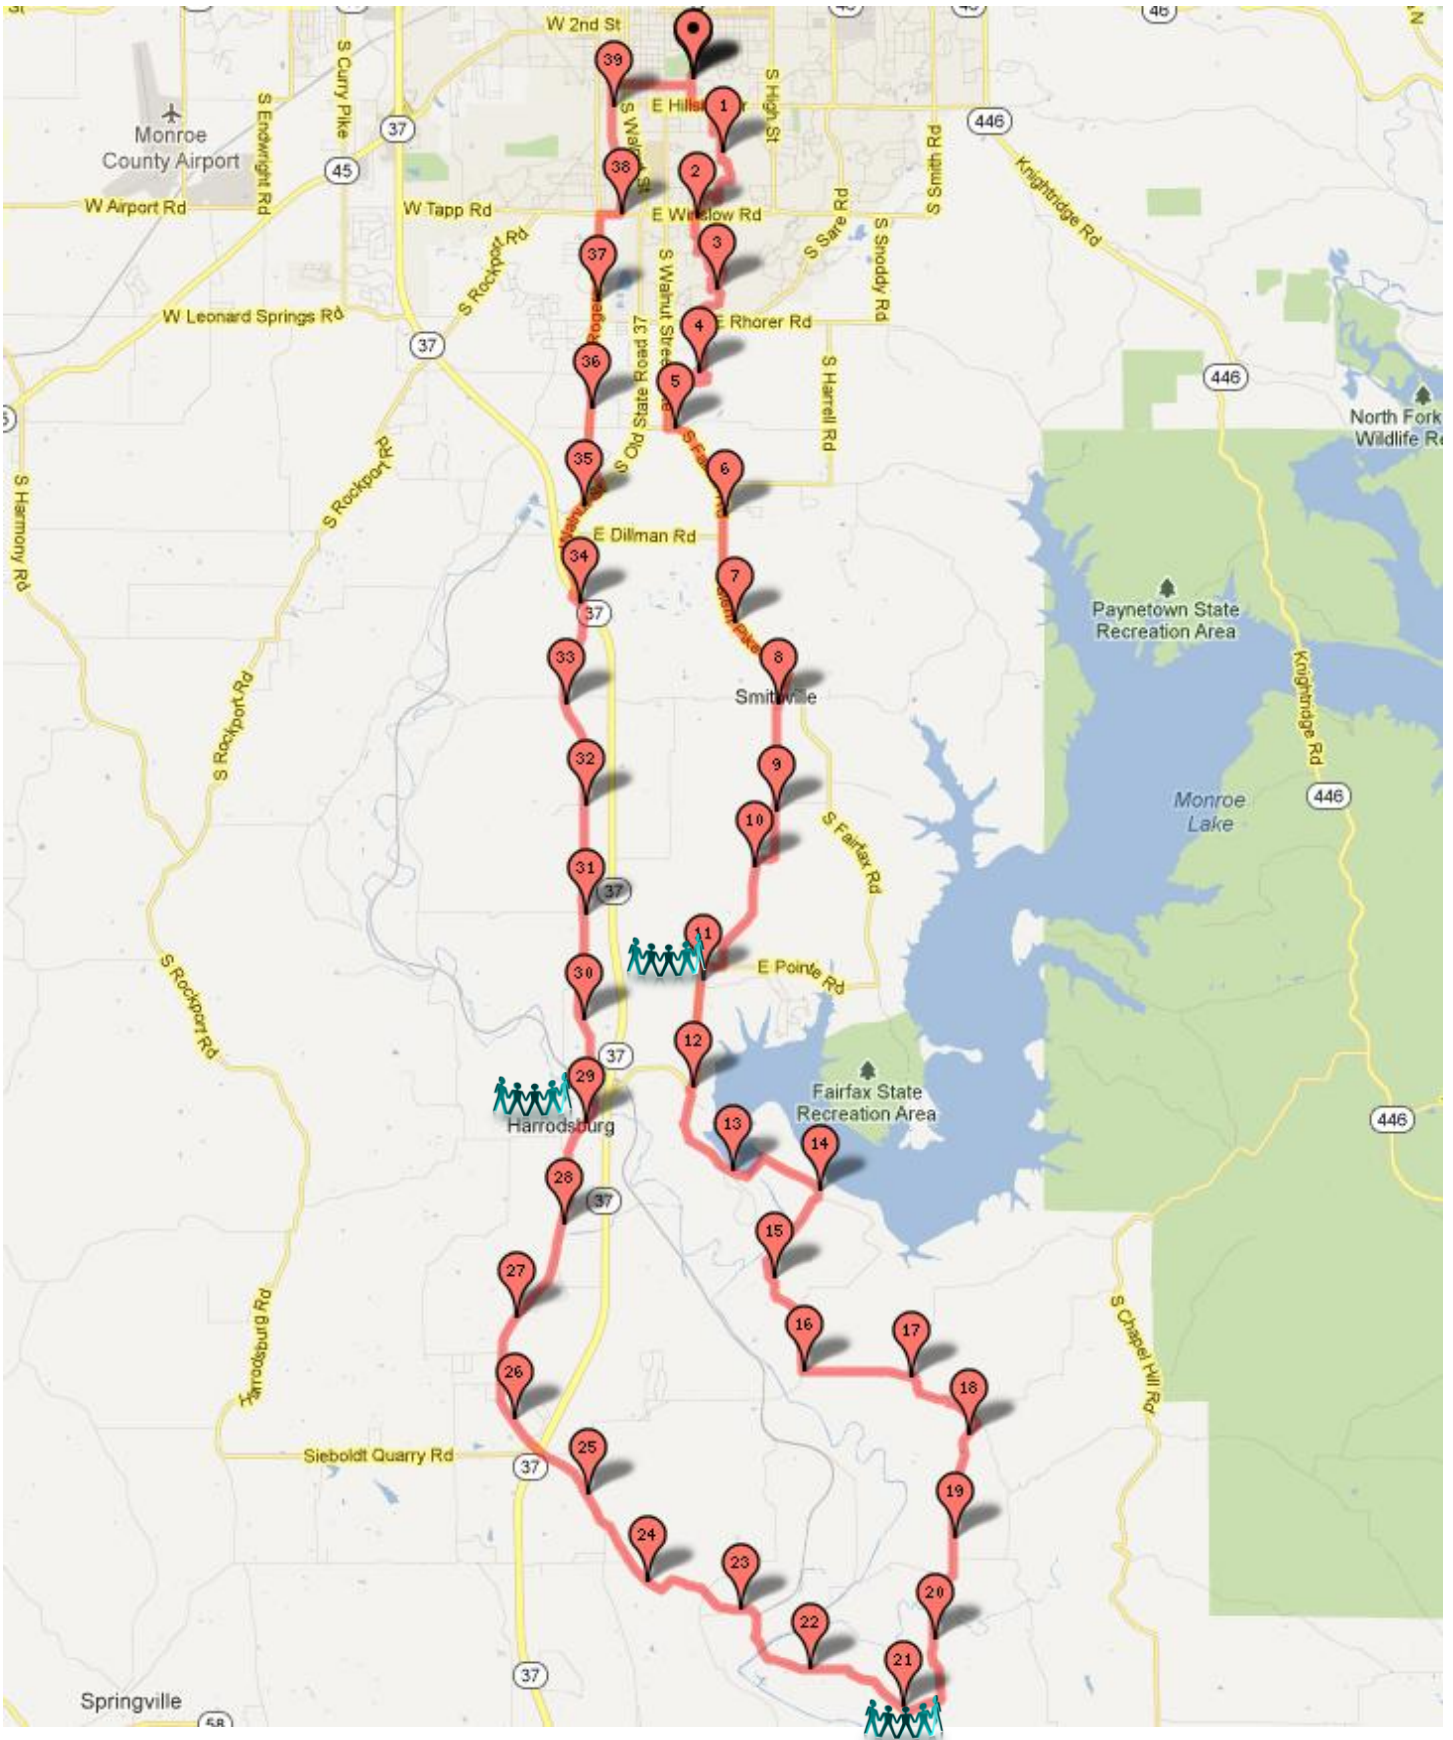 W 2nd St
46
S Curry Pike
S Endwright Rd
S High St
39
1
E Hills
S Walnut St
446
37
Monroe
County Airport
45
S Smith Rd
Knightridge Rd
38
2
W Airport Rd
W Tapp Rd
E Winslow Rd
S Sare Rd
S Snoddy Rd
S Rockport Rd
37
3
W Leonard Springs Rd
S Walnut Street
E Rhorer Rd
4
37
Roge
36
S Old State Road 37
5
S Harrell Rd
446
North Fork
Wildlife Re
S Rockport Rd
35
6
S Harmony Rd
E Dillman Rd
34
7
37
Paynetown State
Recreation Area
33
8
Smithville
Knightridge Rd
S Rockport Rd
32
9
Monroe
Lake
446
10
S Fairfax Rd
31
37
11
S Rockport Rd
30
E Pointe Rd
12
37
29
Harrodsburg
Fairfax State
Recreation Area
446
13
14
28
37
15
27
Harrodsburg Rd
16
17
S Chapel Hill Rd
26
18
Sieboldt Quarry Rd
37
25
19
24
23
20
22
21
37
Springville
58